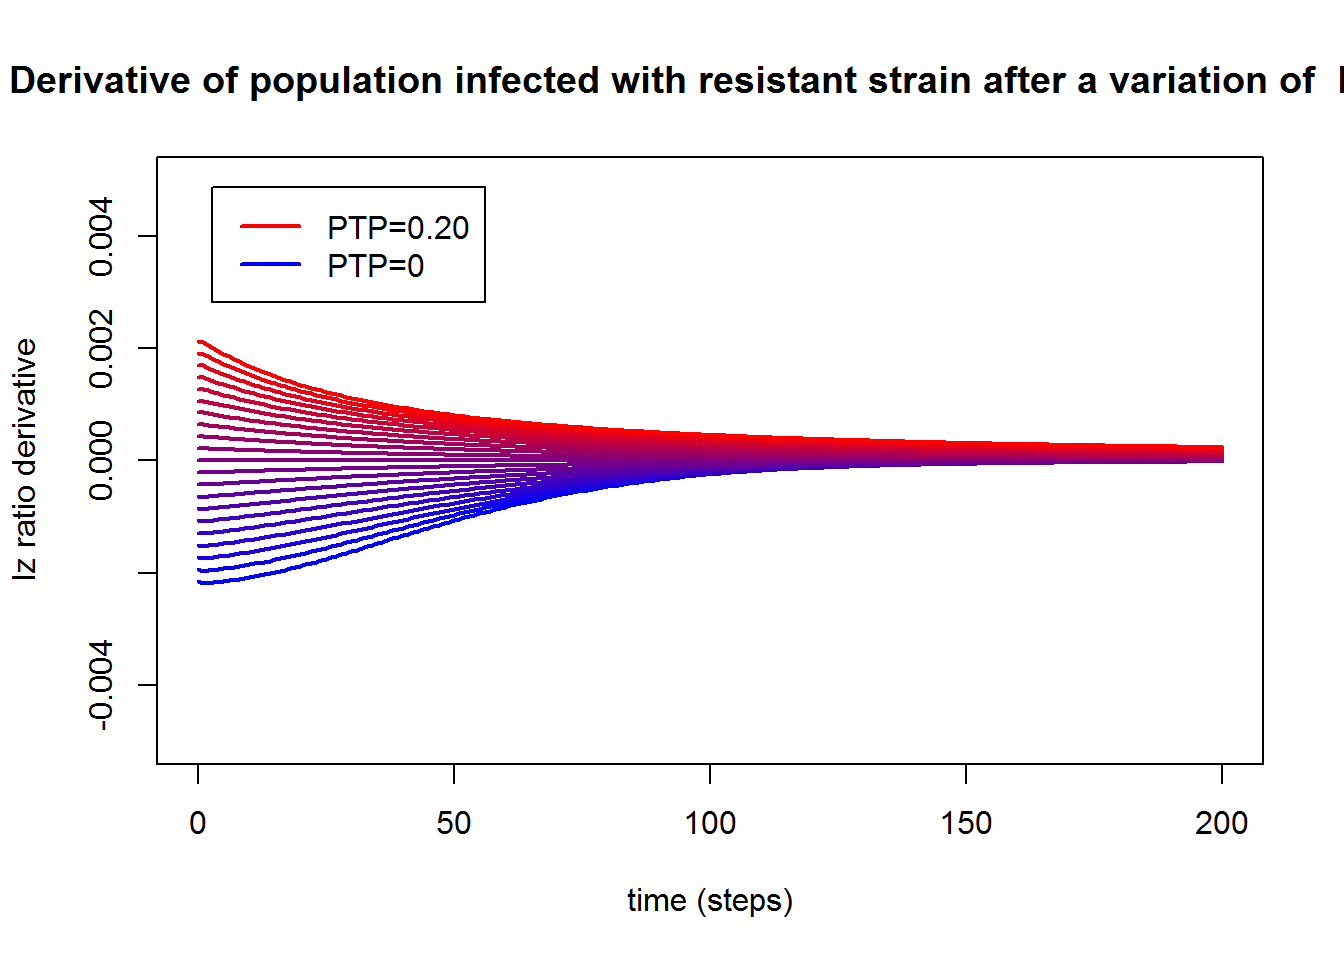 Derivative of population infected with resistant strain after a variation of
PTP=0.20
PTP=0
0.004
0.002
0.000
-0.004
Iz ratio derivative
0 50 100 150 200
time (steps)